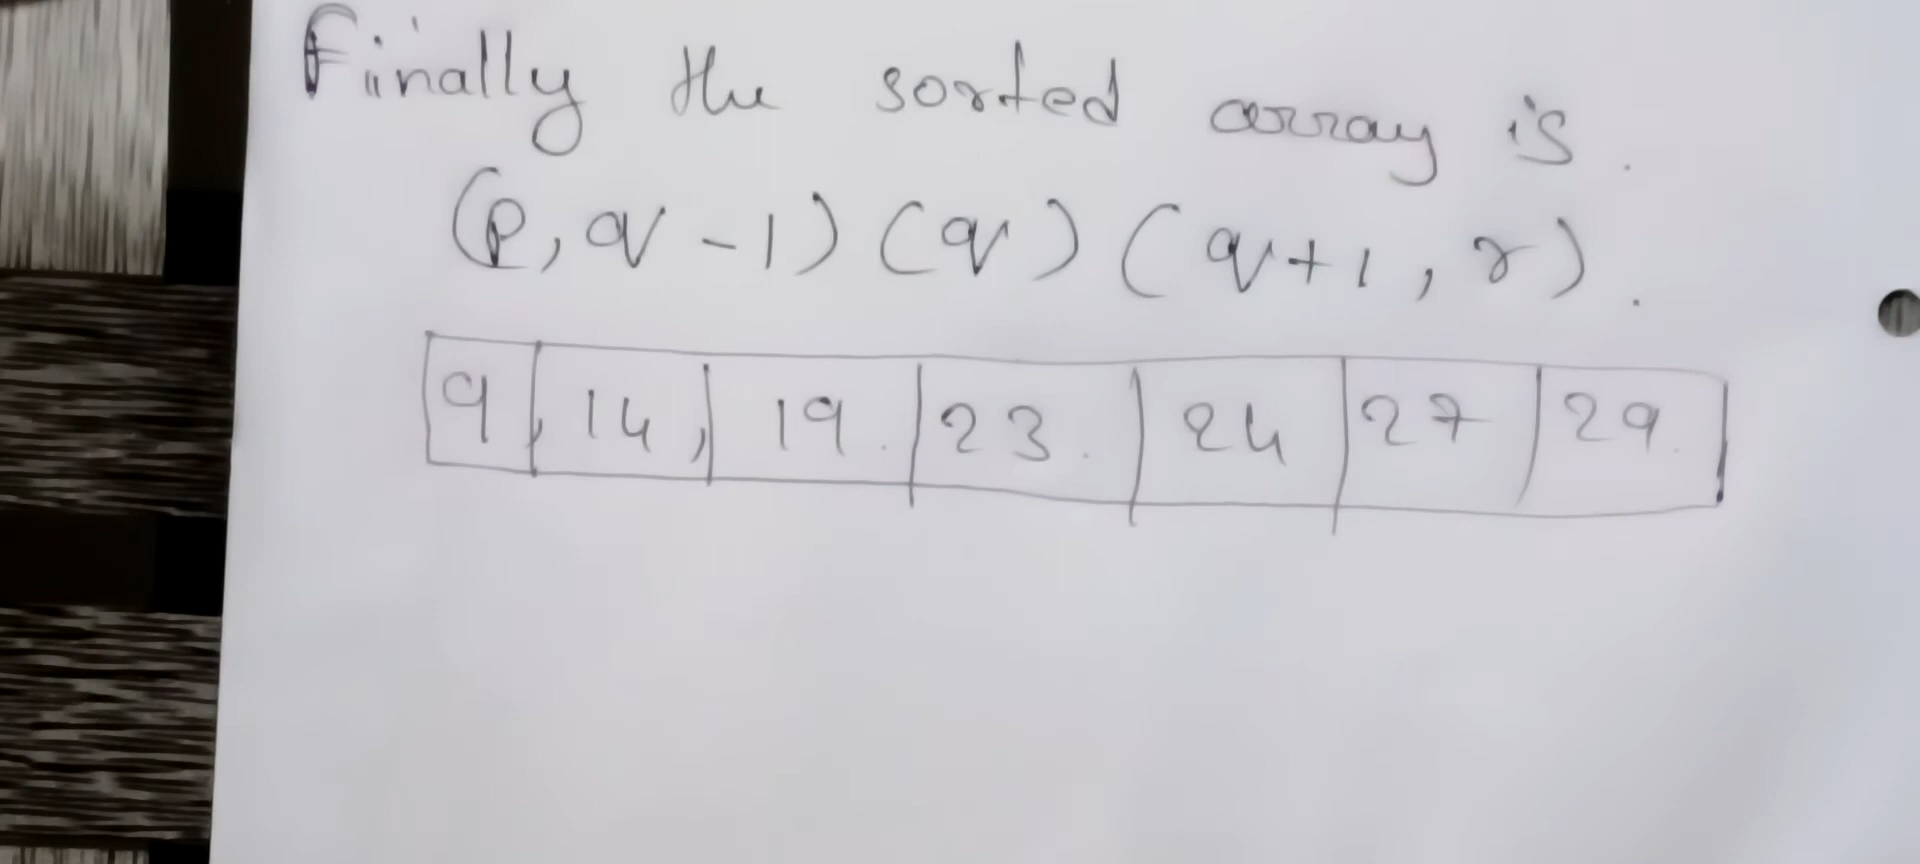 Finally the sorted array is.
(p, q - 1) (q) (q+1, r).
9, 14, 19. 23. 24 27 29.